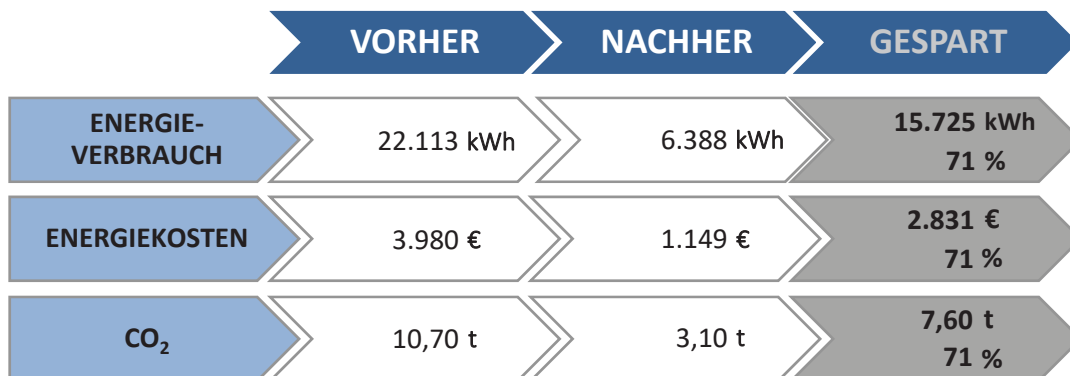 VORHER NACHHER GESPART
ENERGIE-
VERBRAUCH
22.113 kWh
6.388 kWh
15.725 kWh
71 %
ENERGIEKOSTEN
3.980 €
1.149 €
2.831 €
71 %
CO₂
10,70 t
3,10 t
7,60 t
71 %